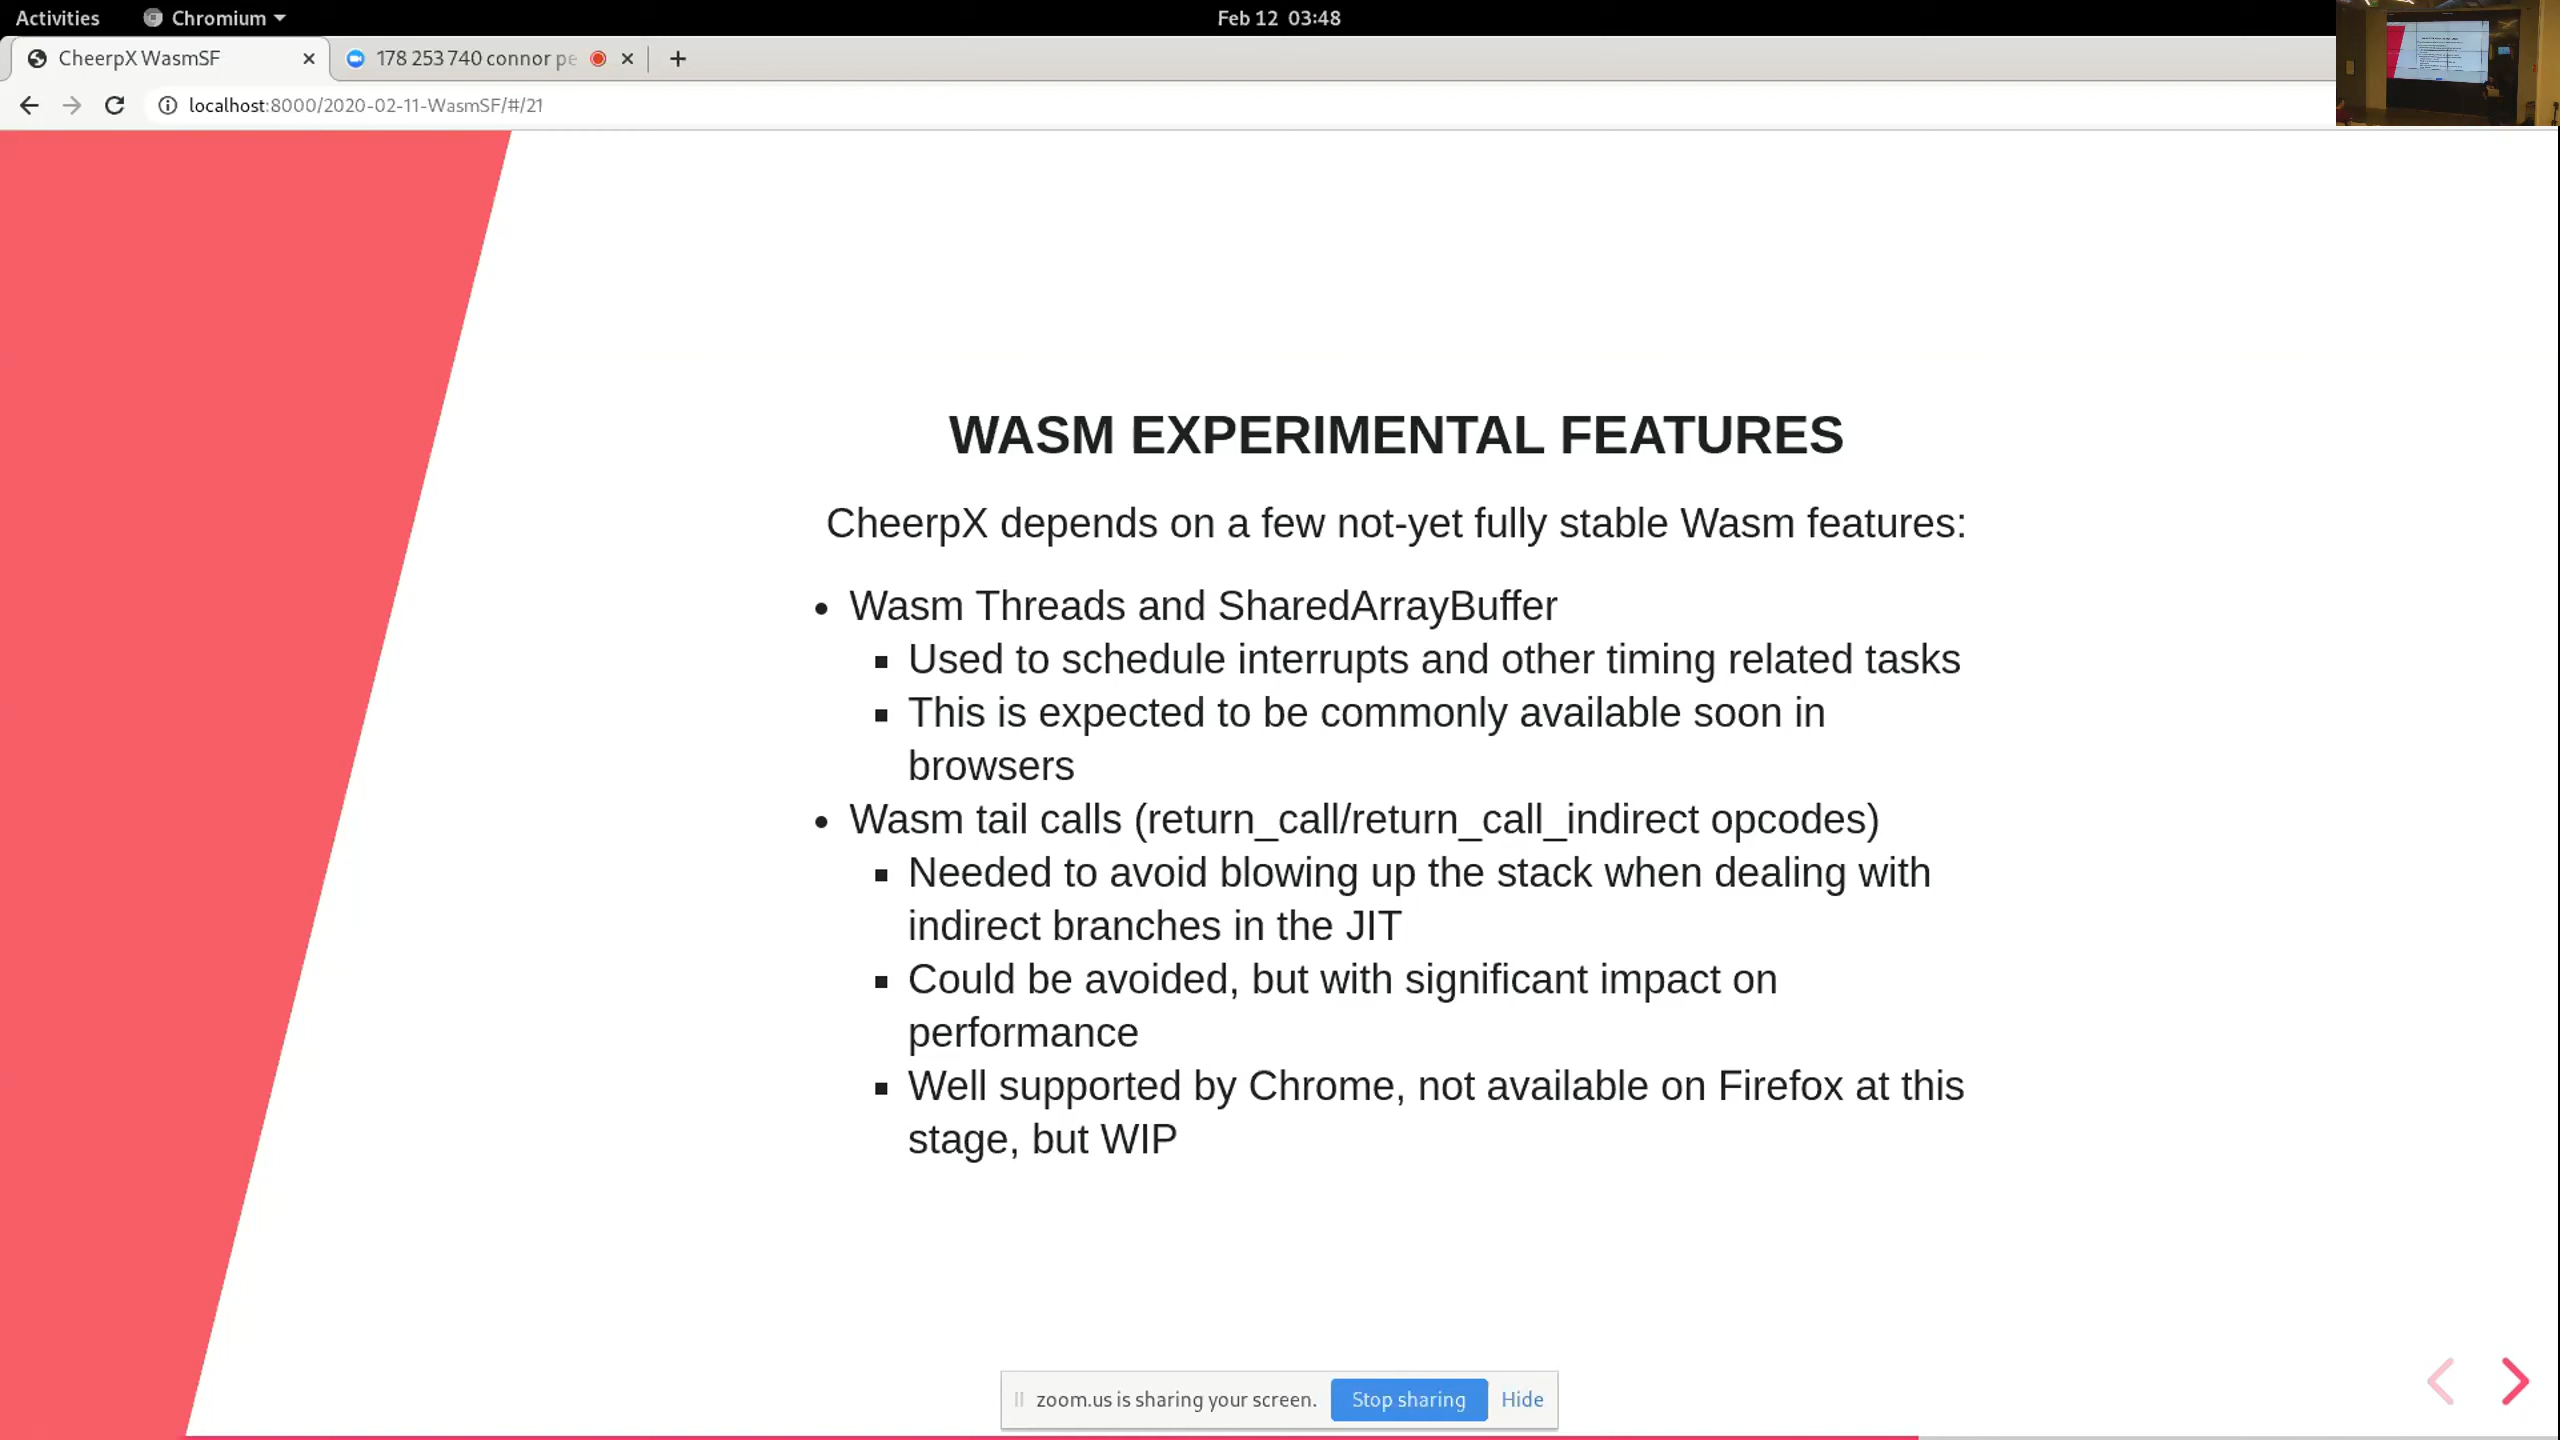 Activities
Chromium
Feb 12 03:48
CheerpX WasmSF
178 253 740 connor pe
localhost:8000/2020-02-11-WasmSF/#/21
WASM EXPERIMENTAL FEATURES
CheerpX depends on a few not-yet fully stable Wasm features:
• Wasm Threads and SharedArrayBuffer
▪ Used to schedule interrupts and other timing related tasks
▪ This is expected to be commonly available soon in
browsers
• Wasm tail calls (return_call/return_call_indirect opcodes)
▪ Needed to avoid blowing up the stack when dealing with
indirect branches in the JIT
▪ Could be avoided, but with significant impact on
performance
▪ Well supported by Chrome, not available on Firefox at this
stage, but WIP
zoom.us is sharing your screen.
Stop sharing
Hide